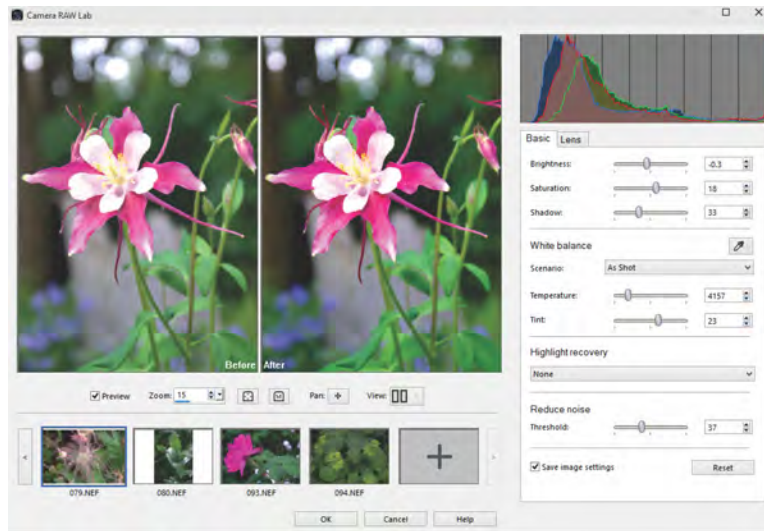 Camera RAW Lab
Before After
Basic Lens
Brightness: -0.3
Saturation: 18
Shadow: 33
White balance
Scenario: As Shot
Temperature: 4157
Tint: 23
Highlight recovery
None
Reduce noise
Threshold: 37
Save image settings Reset
Preview Zoom: 15 Pan: View:
079.NEF 080.NEF 093.NEF 094.NEF
OK Cancel Help